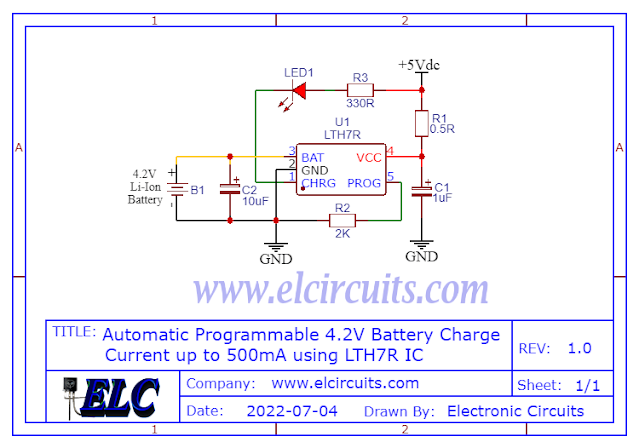 1 2
+5Vdc
LED1
R3
330R
R1
0.5R
U1
LTH7R
A A
3 BAT VCC 4
2 GND
1 CHRG PROG 5
4.2V
Li-Ion
Battery
+
-
B1
+
C2
10uF
+
C1
1uF
R2
2K
GND
GND
www.elcircuits.com
TITLE: Automatic Programmable 4.2V Battery Charge
Current up to 500mA using LTH7R IC
REV: 1.0
ELC
Company: www.elcircuits.com
Sheet: 1/1
Date: 2022-07-04 Drawn By: Electronic Circuits
1 2